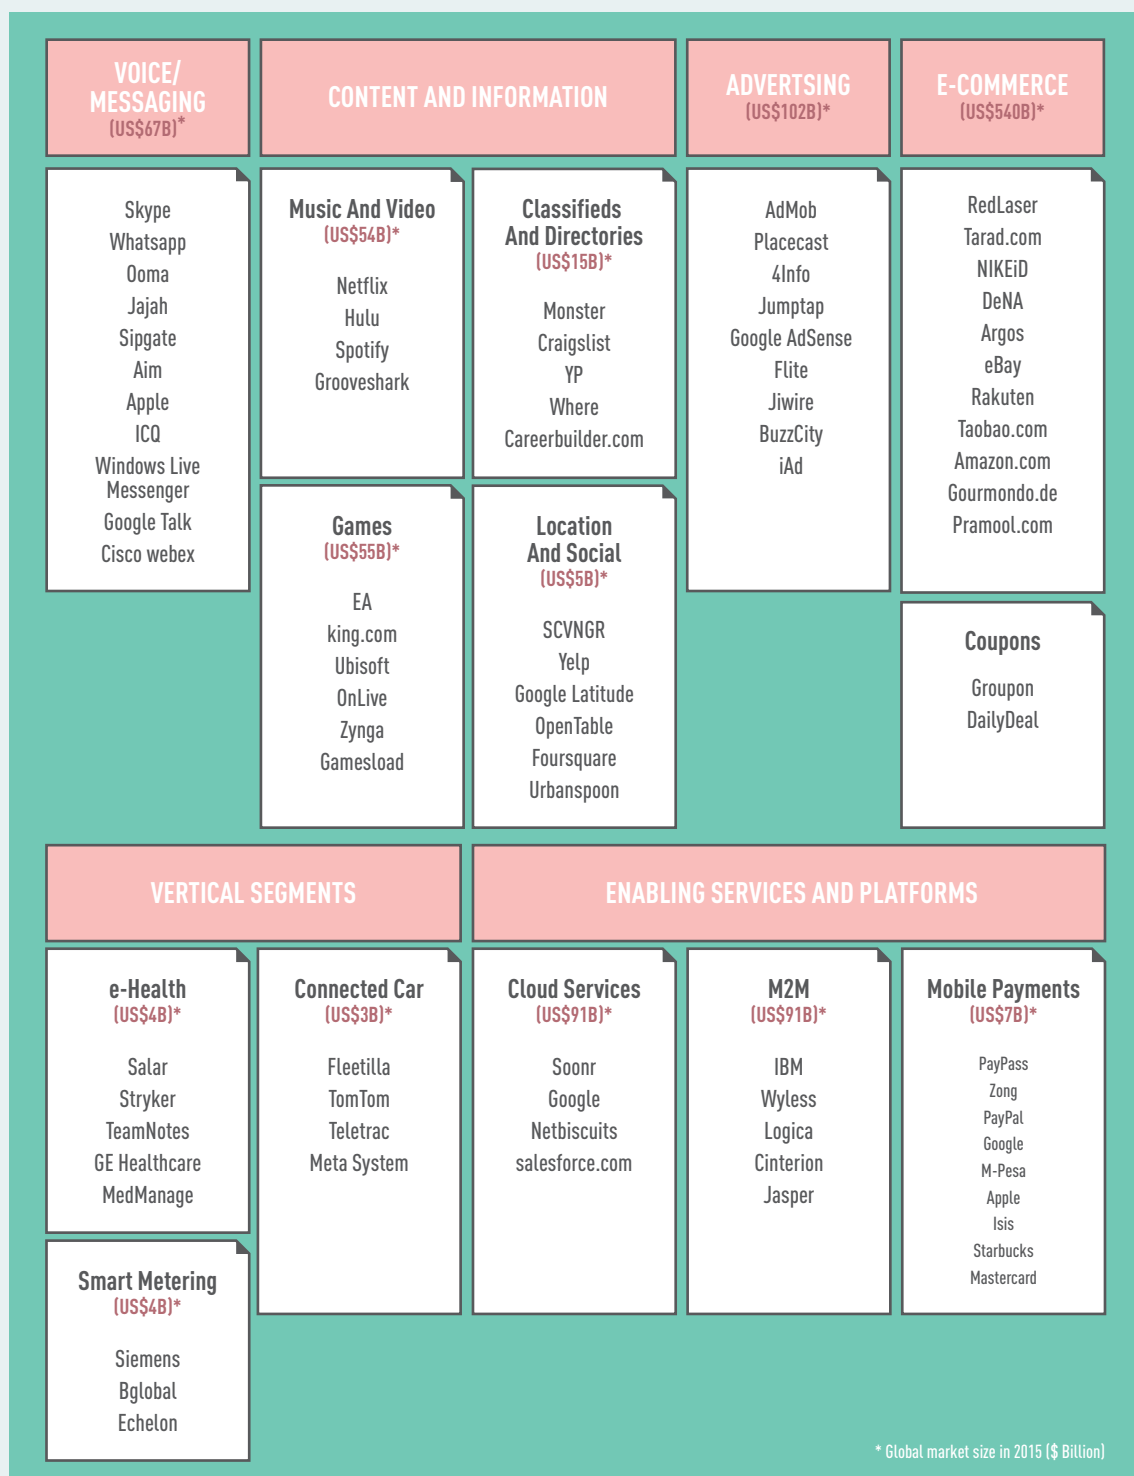 VOICE/
MESSAGING
(US$67B)*
Skype
Whatsapp
Ooma
Jajah
Sipgate
Aim
Apple
ICQ
Windows Live
Messenger
Google Talk
Cisco webex
CONTENT AND INFORMATION
Music And Video
(US$54B)*
Netflix
Hulu
Spotify
Grooveshark
Classifieds
And Directories
(US$15B)*
Monster
Craigslist
YP
Where
Careerbuilder.com
Games
(US$55B)*
EA
king.com
Ubisoft
OnLive
Zynga
Gamesload
Location
And Social
(US$5B)*
SCVNGR
Yelp
Google Latitude
OpenTable
Foursquare
Urbanspoon
ADVERTSING
(US$102B)*
AdMob
Placecast
4Info
Jumptap
Google AdSense
Flite
Jiwire
BuzzCity
iAd
E-COMMERCE
(US$540B)*
RedLaser
Tarad.com
NIKEiD
DeNA
Argos
eBay
Rakuten
Taobao.com
Amazon.com
Gourmondo.de
Pramool.com
Coupons
Groupon
DailyDeal
VERTICAL SEGMENTS
e-Health
(US$4B)*
Salar
Stryker
TeamNotes
GE Healthcare
MedManage
Smart Metering
(US$4B)*
Siemens
Bglobal
Echelon
Connected Car
(US$3B)*
Fleetilla
TomTom
Teletrac
Meta System
ENABLING SERVICES AND PLATFORMS
Cloud Services
(US$91B)*
Soonr
Google
Netbiscuits
salesforce.com
M2M
(US$91B)*
IBM
Wyless
Logica
Cinterion
Jasper
Mobile Payments
(US$7B)*
PayPass
Zong
PayPal
Google
M-Pesa
Apple
Isis
Starbucks
Mastercard
* Global market size in 2015 ($ Billion)